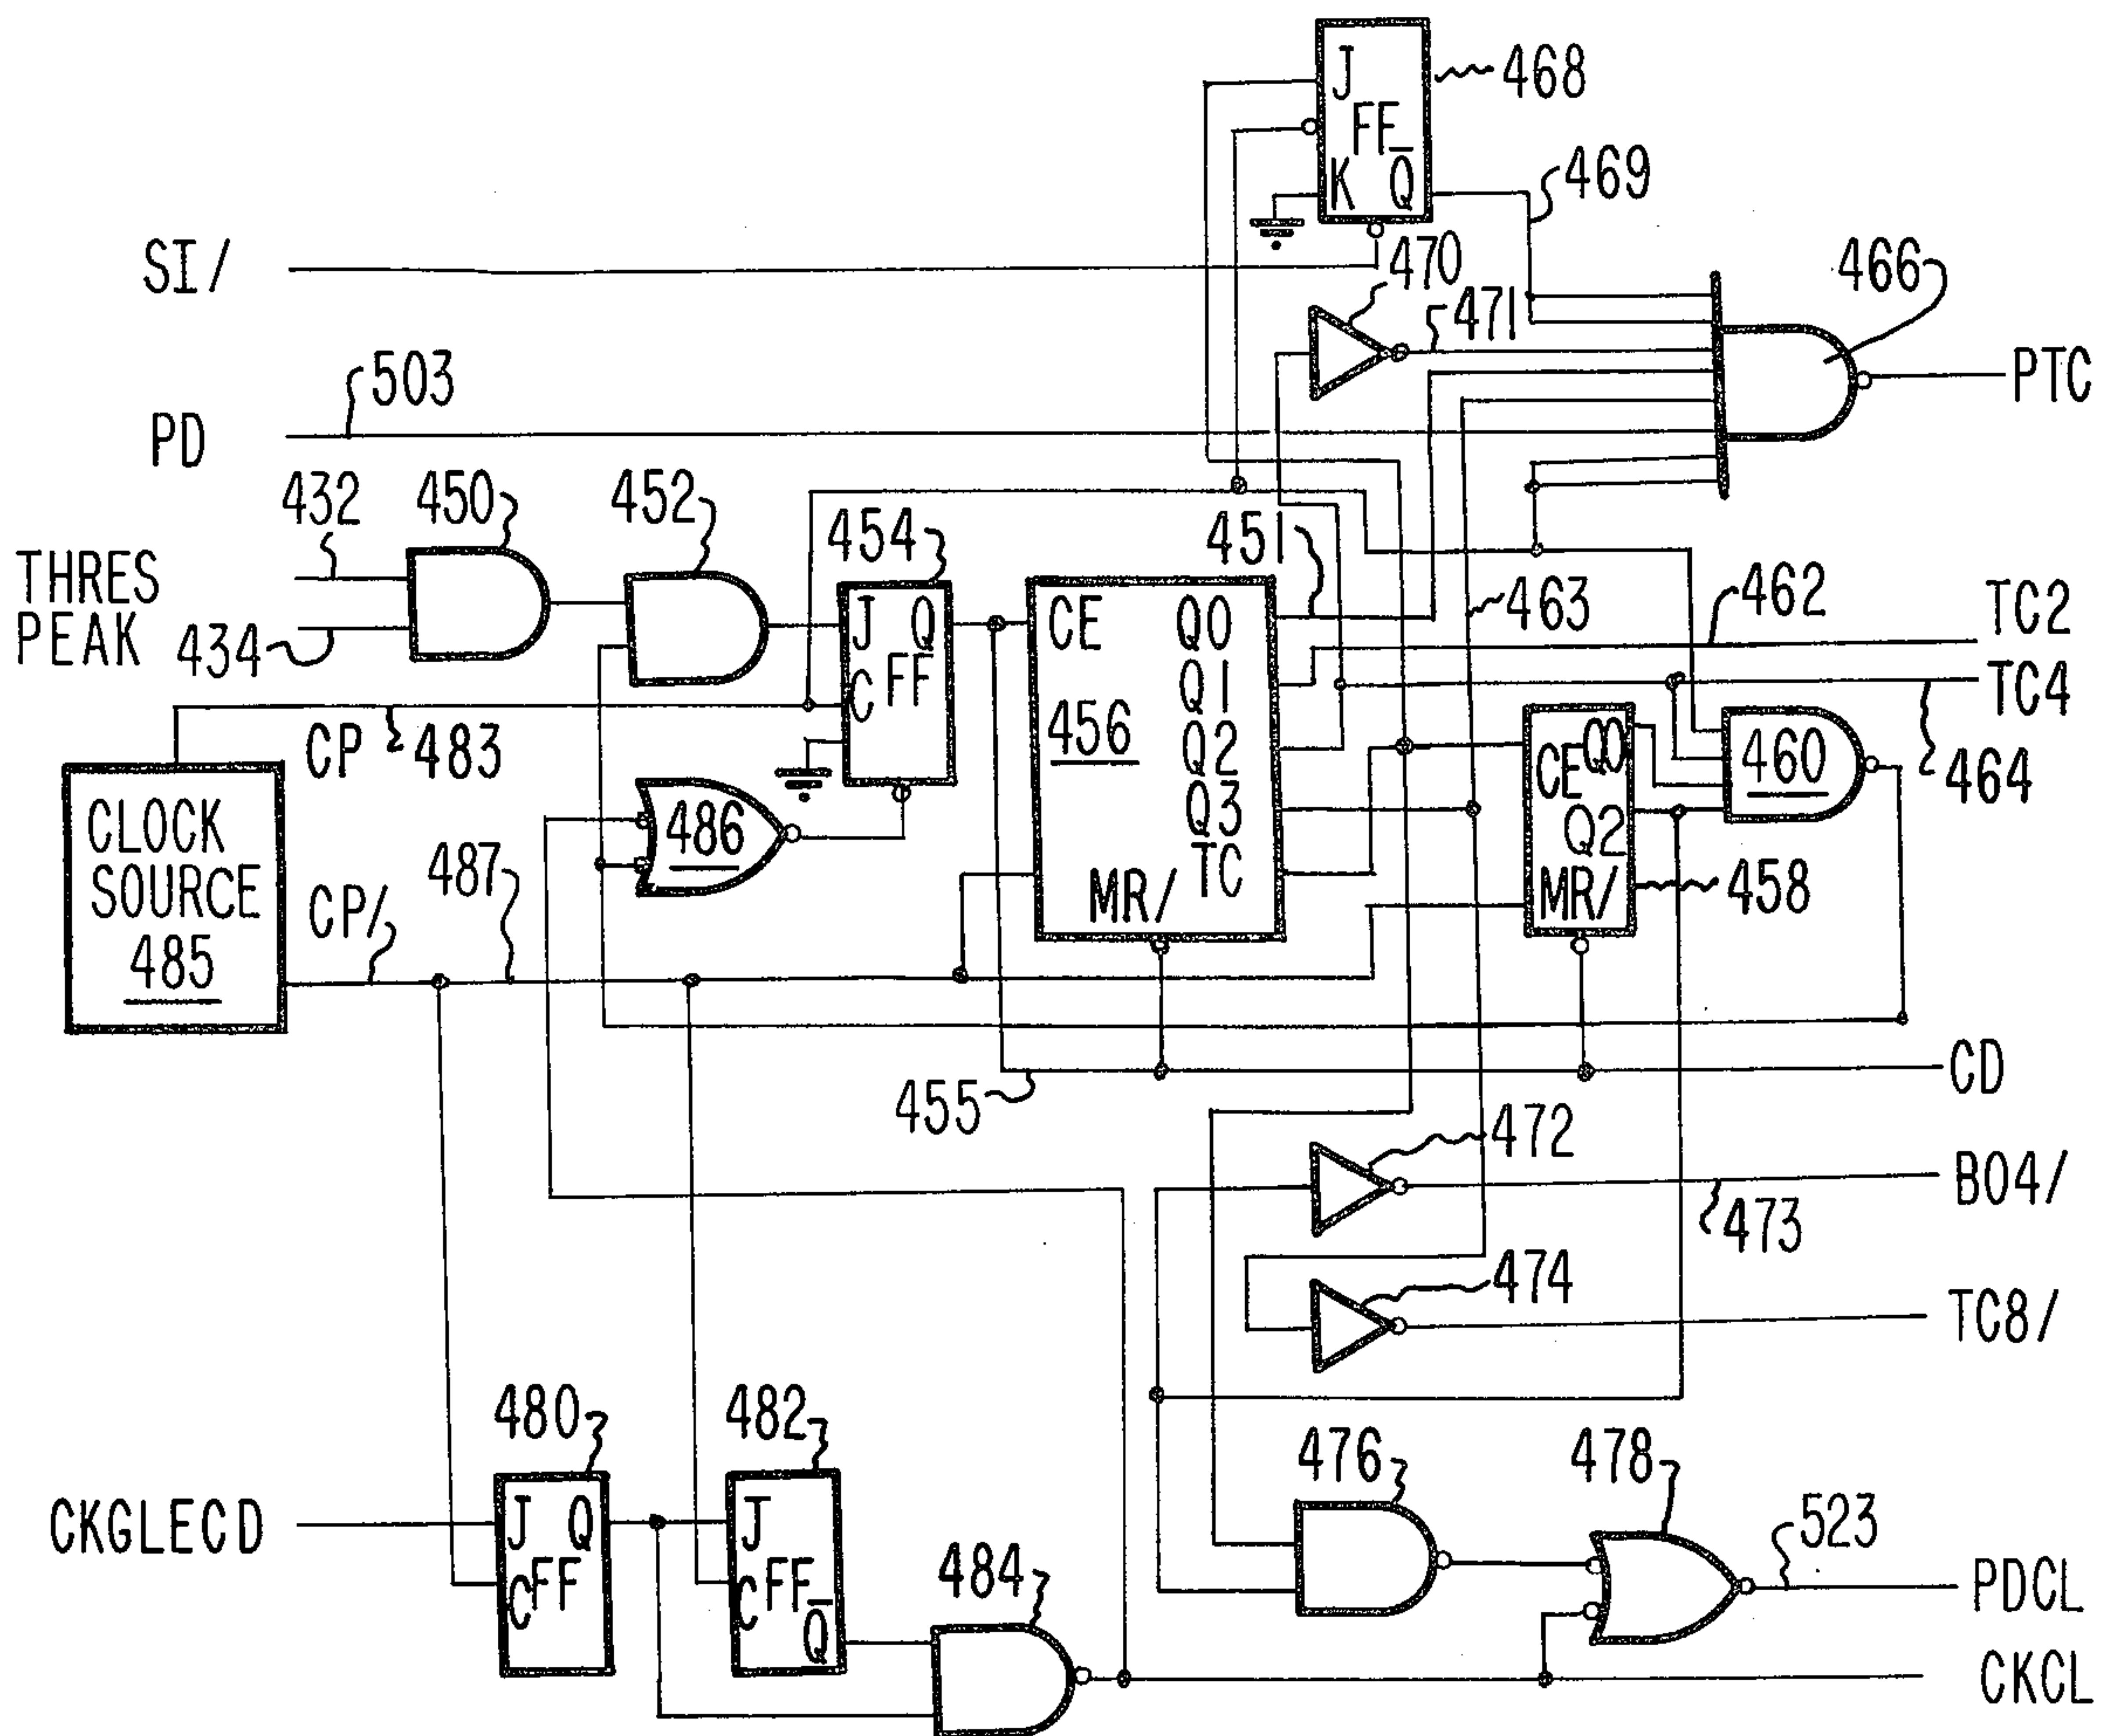 J
468
FF
469
K Q̅
SI/
470
466
471
503
PTC
PD
432
450
452
454
451
THRES
PEAK
434
463
462
TC2
TC4
464
J Q
C FF
CE Q0
Q1
456
Q2
Q3
TC
MR/
CE Q0
Q2
MR/
458
460
CP
483
CLOCK
SOURCE
485
486
487
CP/
455
CD
472
B04/
473
474
TC8/
480
482
476
478
CKGLECD
J Q
C FF
J
C FF
Q̅
484
523
PDCL
CKCL